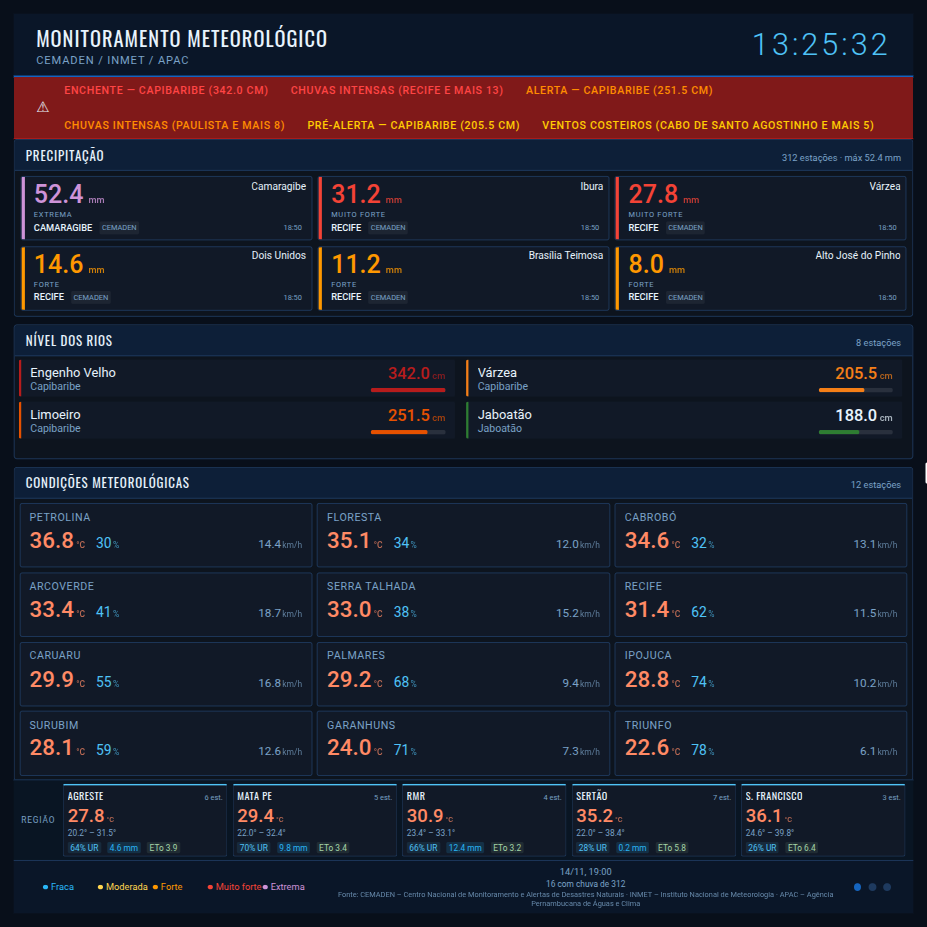 MONITORAMENTO METEOROLÓGICO
CEMADEN / INMET / APAC
13:25:32
⚠
ENCHENTE — CAPIBARIBE (342.0 CM) CHUVAS INTENSAS (RECIFE E MAIS 13) ALERTA — CAPIBARIBE (251.5 CM)
CHUVAS INTENSAS (PAULISTA E MAIS 8) PRÉ-ALERTA — CAPIBARIBE (205.5 CM) VENTOS COSTEIROS (CABO DE SANTO AGOSTINHO E MAIS 5)
PRECIPITAÇÃO 312 estações · máx 52.4 mm
52.4 mm Camaragibe
EXTREMA
CAMARAGIBE CEMADEN 18:50
31.2 mm Ibura
MUITO FORTE
RECIFE CEMADEN 18:50
27.8 mm Várzea
MUITO FORTE
RECIFE CEMADEN 18:50
14.6 mm Dois Unidos
FORTE
RECIFE CEMADEN 18:50
11.2 mm Brasília Teimosa
FORTE
RECIFE CEMADEN 18:50
8.0 mm Alto José do Pinho
FORTE
RECIFE CEMADEN 18:50
NÍVEL DOS RIOS 8 estações
Engenho Velho 342.0 cm
Capibaribe
Várzea 205.5 cm
Capibaribe
Limoeiro 251.5 cm
Capibaribe
Jaboatão 188.0 cm
Jaboatão
CONDIÇÕES METEOROLÓGICAS 12 estações
PETROLINA
36.8 °C 30 % 14.4 km/h
FLORESTA
35.1 °C 34 % 12.0 km/h
CABROBÓ
34.6 °C 32 % 13.1 km/h
ARCOVERDE
33.4 °C 41 % 18.7 km/h
SERRA TALHADA
33.0 °C 38 % 15.2 km/h
RECIFE
31.4 °C 62 % 11.5 km/h
CARUARU
29.9 °C 55 % 16.8 km/h
PALMARES
29.2 °C 68 % 9.4 km/h
IPOJUCA
28.8 °C 74 % 10.2 km/h
SURUBIM
28.1 °C 59 % 12.6 km/h
GARANHUNS
24.0 °C 71 % 7.3 km/h
TRIUNFO
22.6 °C 78 % 6.1 km/h
REGIÃO
AGRESTE 6 est.
27.8 °C
20.2° – 31.5°
64% UR 4.6 mm ETo 3.9
MATA PE 5 est.
29.4 °C
22.0° – 32.4°
70% UR 9.8 mm ETo 3.4
RMR 4 est.
30.9 °C
23.4° – 33.1°
66% UR 12.4 mm ETo 3.2
SERTÃO 7 est.
35.2 °C
22.0° – 38.4°
28% UR 0.2 mm ETo 5.8
S. FRANCISCO 3 est.
36.1 °C
24.6° – 39.8°
26% UR ETo 6.4
Fraca Moderada Forte Muito forte Extrema
14/11, 19:00
16 com chuva de 312
Fonte: CEMADEN – Centro Nacional de Monitoramento e Alertas de Desastres Naturais · INMET – Instituto Nacional de Meteorologia · APAC – Agência
Pernambucana de Águas e Clima